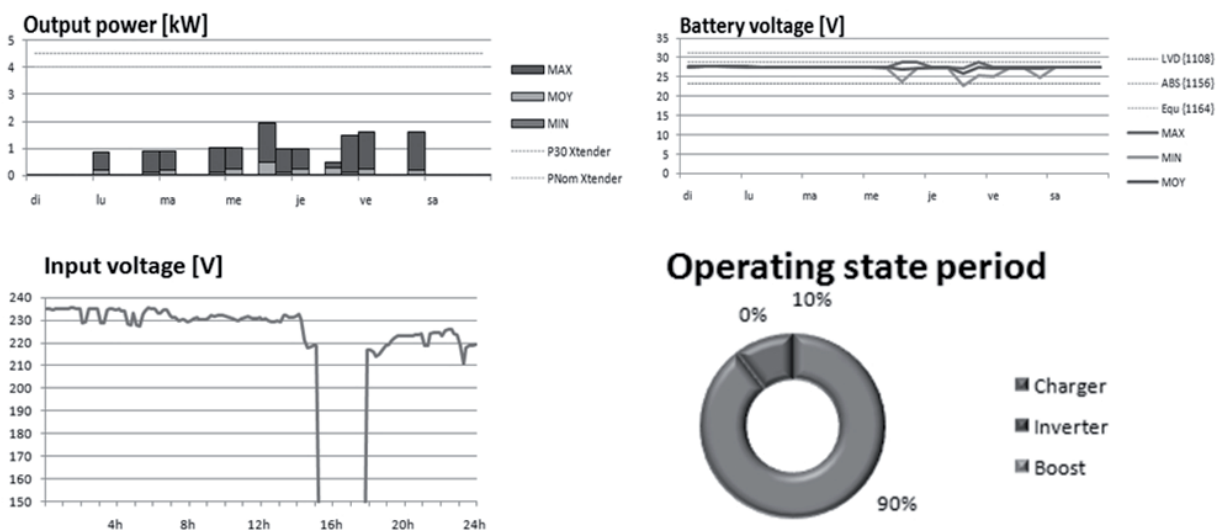 Output power [kW]
5
4
3
2
1
0
di lu ma me je ve sa
MAX
MOY
MIN
P30 Xtender
PNom Xtender
Battery voltage [V]
35
30
25
20
15
10
5
0
di lu ma me je ve sa
LVD {1108}
ABS {1156}
Equ {1164}
MAX
MIN
MOY
Input voltage [V]
240
230
220
210
200
190
180
170
160
150
4h 8h 12h 16h 20h 24h
Operating state period
0% 10%
90%
Charger
Inverter
Boost